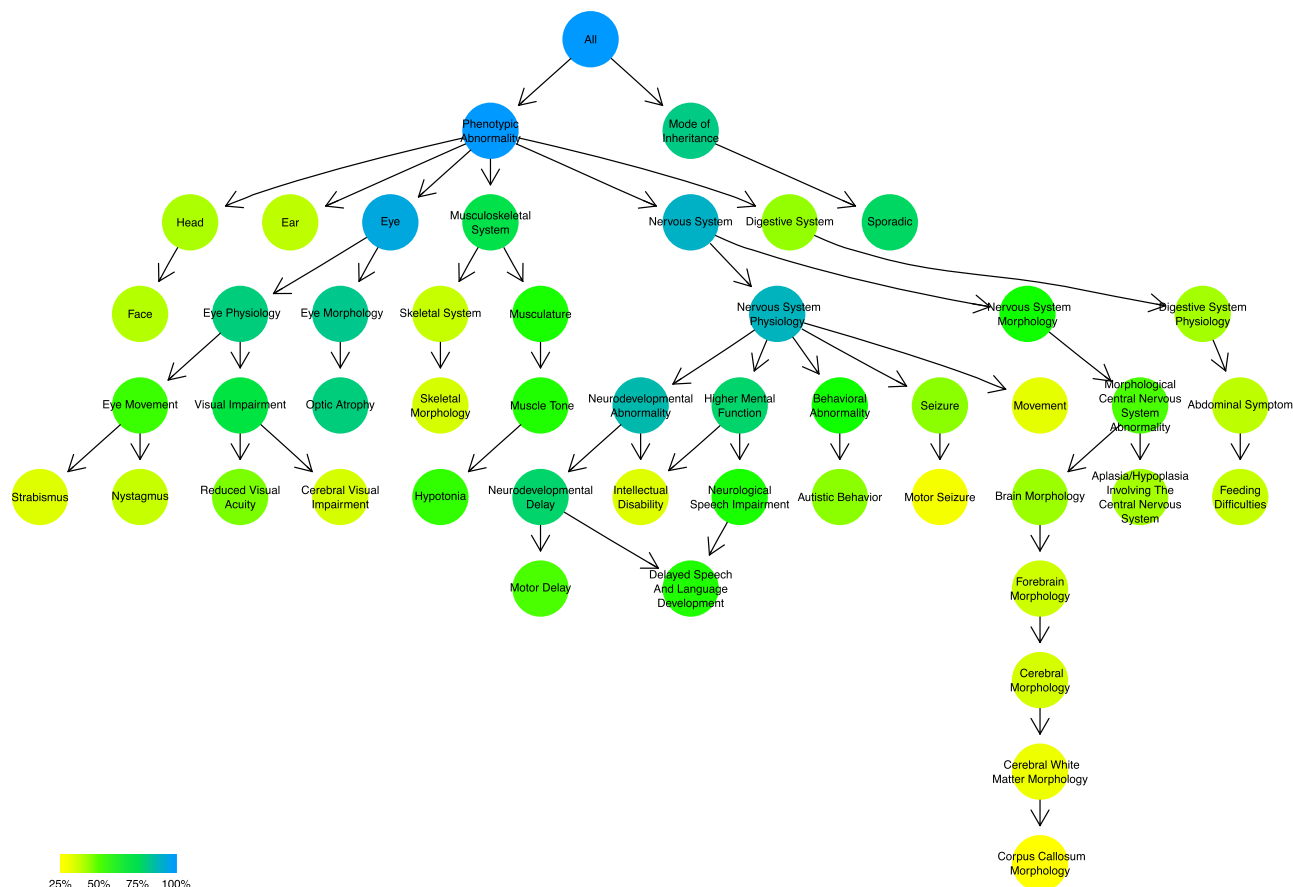 All
Phenotypic
Abnormality
Mode of
Inheritance
Head
Ear
Eye
Musculoskeletal
System
Nervous System
Digestive System
Sporadic
Face
Eye Physiology
Eye Morphology
Skeletal System
Musculature
Nervous System
Physiology
Nervous System
Morphology
Digestive System
Physiology
Eye Movement
Visual Impairment
Optic Atrophy
Skeletal
Morphology
Muscle Tone
Neurodevelopmental
Abnormality
Higher Mental
Function
Behavioral
Abnormality
Seizure
Movement
Morphological
Central Nervous
System
Abnormality
Abdominal Symptom
Strabismus
Nystagmus
Reduced Visual
Acuity
Cerebral Visual
Impairment
Hypotonia
Neurodevelopmental
Delay
Intellectual
Disability
Neurological
Speech Impairment
Autistic Behavior
Motor Seizure
Brain Morphology
Aplasia/Hypoplasia
Involving The
Central Nervous
System
Feeding
Difficulties
Motor Delay
Delayed Speech
And Language
Development
Forebrain
Morphology
Cerebral
Morphology
Cerebral White
Matter Morphology
Corpus Callosum
Morphology
25% 50% 75% 100%